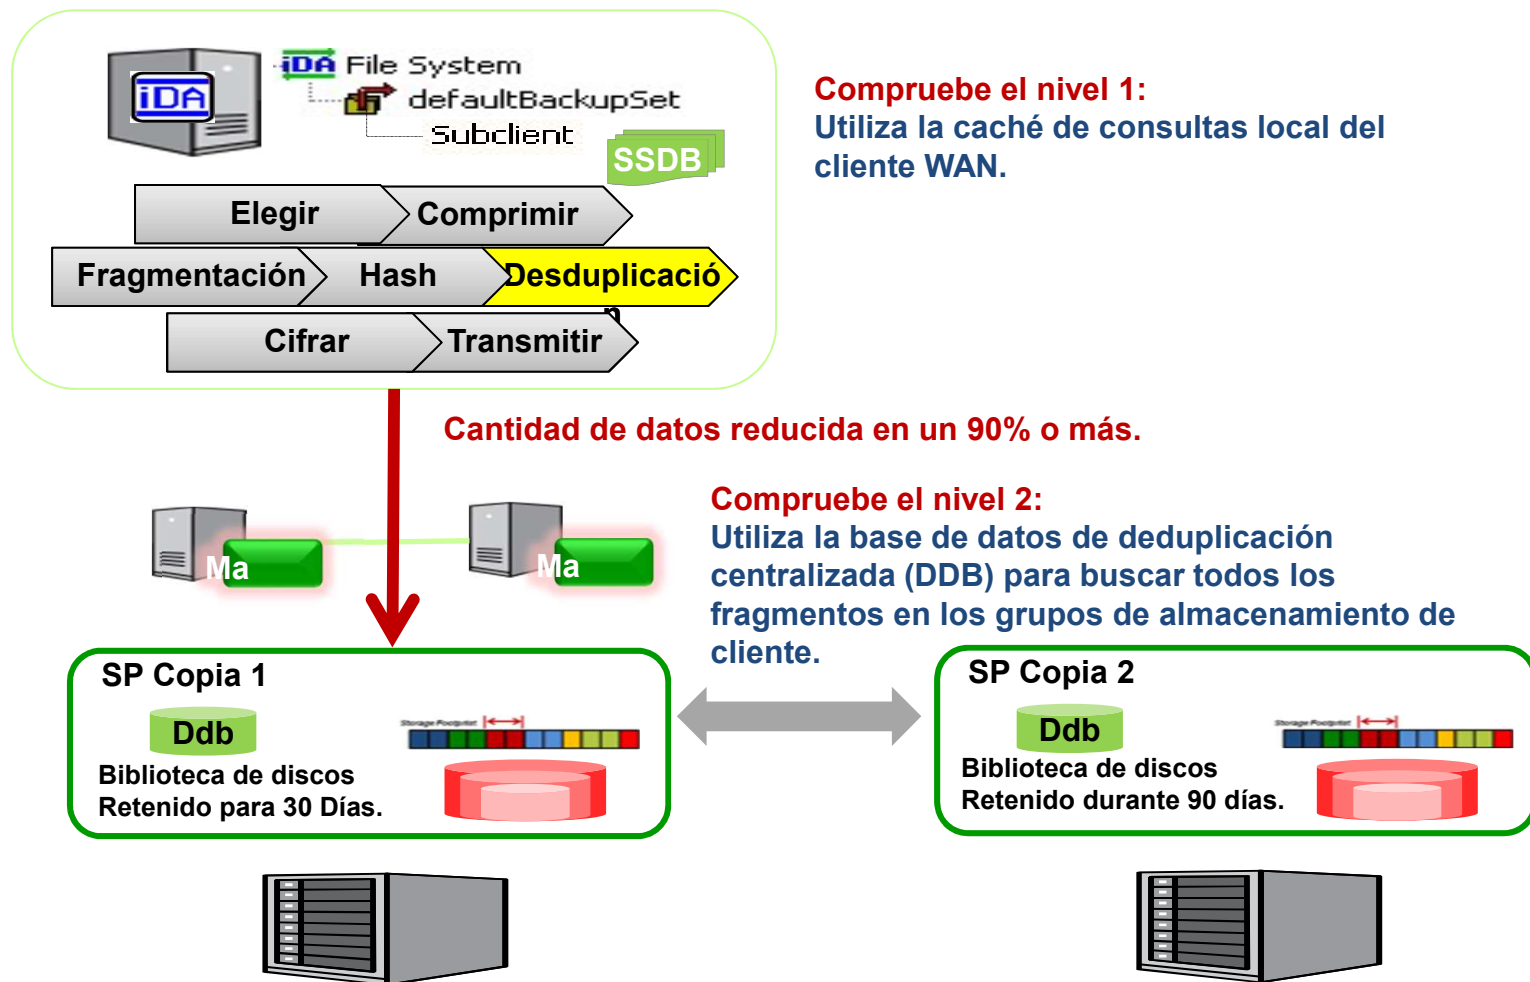 iDA
iDA File System
defaultBackupSet
Subclient
SSDB
Elegir
Comprimir
Fragmentación
Hash
Desduplicació
n
Cifrar
Transmitir
Compruebe el nivel 1:
Utiliza la caché de consultas local del
cliente WAN.
Cantidad de datos reducida en un 90% o más.
Ma
Ma
Compruebe el nivel 2:
Utiliza la base de datos de deduplicación
centralizada (DDB) para buscar todos los
fragmentos en los grupos de almacenamiento de
cliente.
SP Copia 1
Ddb
Storage Footprint
Biblioteca de discos
Retenido para 30 Días.
SP Copia 2
Ddb
Storage Footprint
Biblioteca de discos
Retenido durante 90 días.